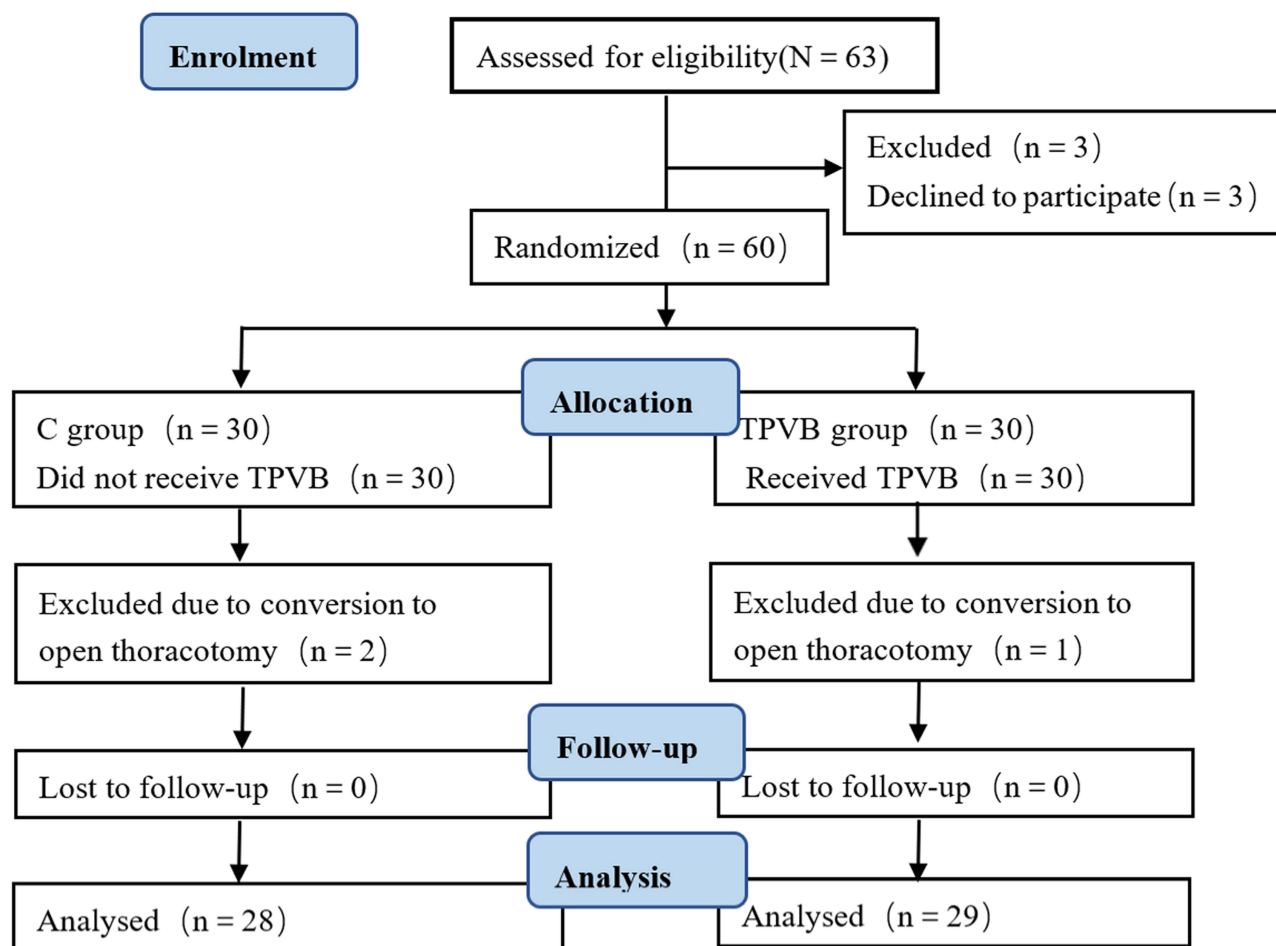 Enrolment
Assessed for eligibility(N = 63)
Excluded（n = 3）
Declined to participate（n = 3）
Randomized（n = 60）
Allocation
C group（n = 30）
Did not receive TPVB（n = 30）
TPVB group（n = 30）
Received TPVB（n = 30）
Excluded due to conversion to
open thoracotomy（n = 2）
Excluded due to conversion to
open thoracotomy（n = 1）
Follow-up
Lost to follow-up（n = 0）
Lost to follow-up（n = 0）
Analysis
Analysed（n = 28）
Analysed（n = 29）